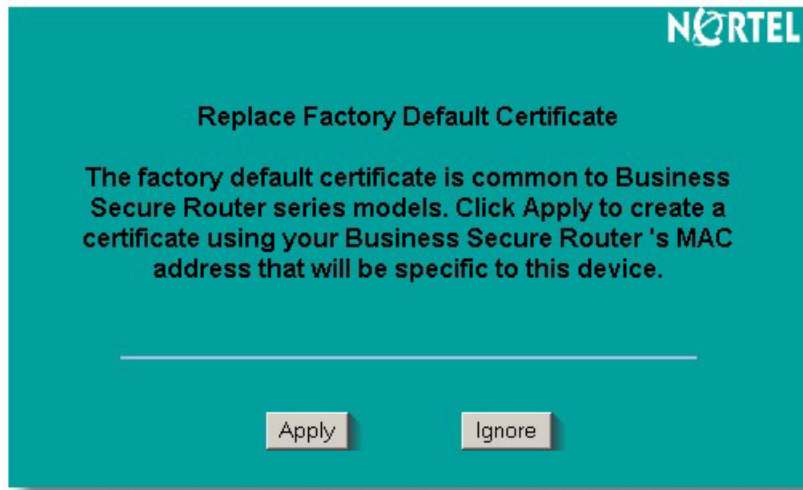 NORTEL
Replace Factory Default Certificate
The factory default certificate is common to Business
Secure Router series models. Click Apply to create a
certificate using your Business Secure Router 's MAC
address that will be specific to this device.
Apply
Ignore